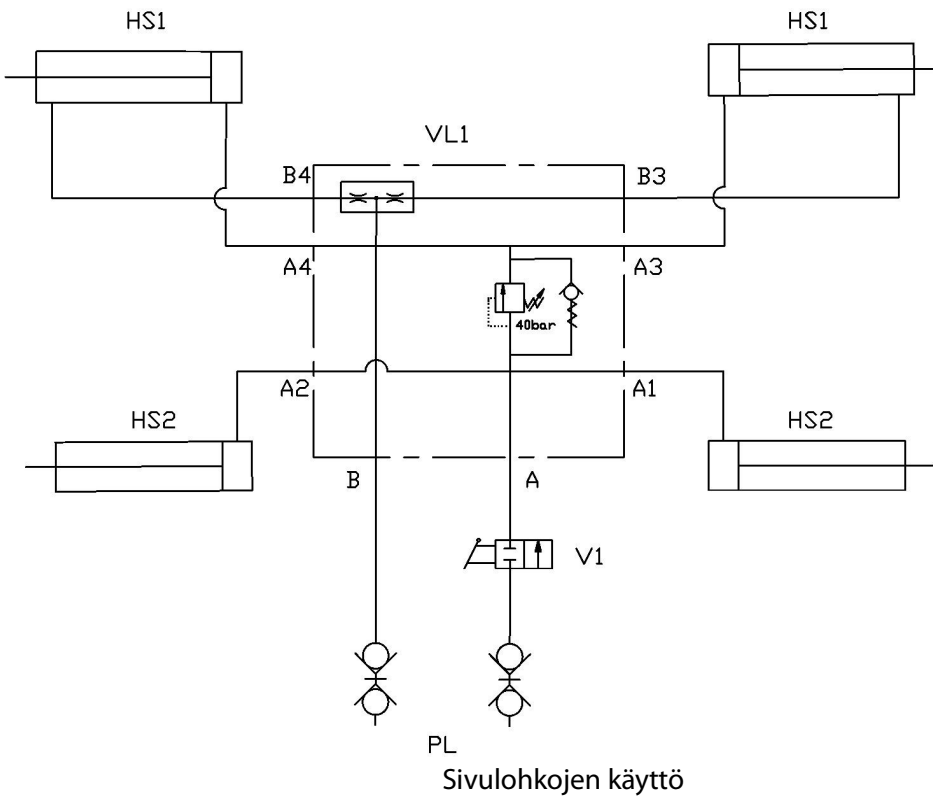 HS1 HS1
VL1
B4 B3
A4 A3
40bar
A2 A1
HS2 HS2
B A
V1
PL
Sivulohkojen käyttö